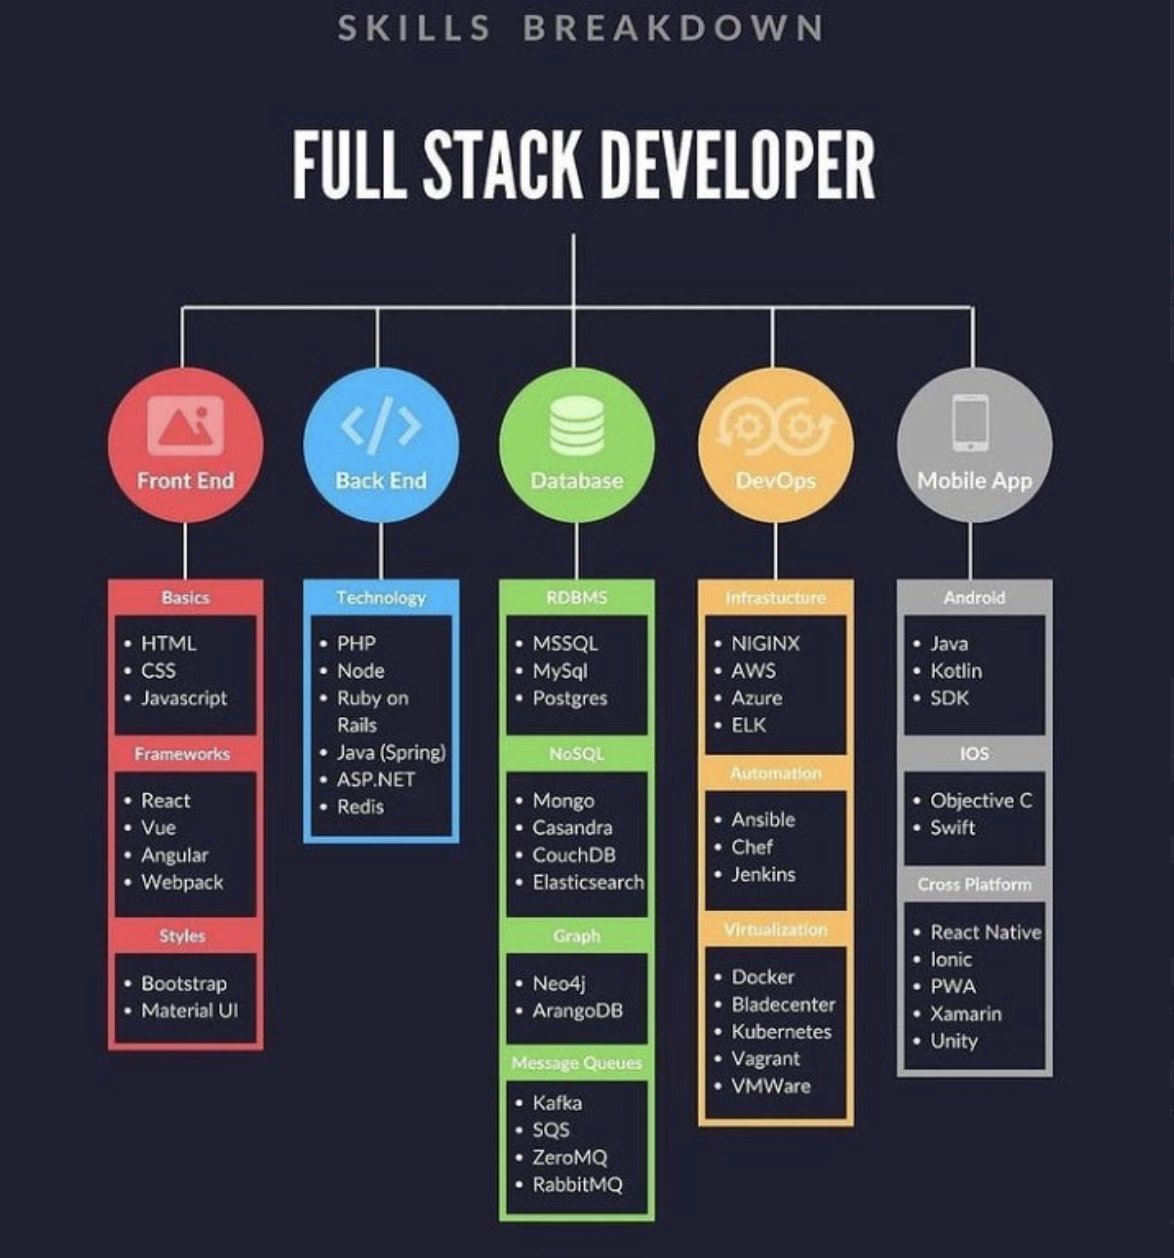 SKILLS BREAKDOWN
FULL STACK DEVELOPER
Front End
Basics
• HTML
• CSS
• Javascript
Frameworks
• React
• Vue
• Angular
• Webpack
Styles
• Bootstrap
• Material UI
Back End
Technology
• PHP
• Node
• Ruby on
Rails
• Java (Spring)
• ASP.NET
• Redis
Database
RDBMS
• MSSQL
• MySql
• Postgres
NoSQL
• Mongo
• Casandra
• CouchDB
• Elasticsearch
Graph
• Neo4j
• ArangoDB
Message Queues
• Kafka
• SQS
• ZeroMQ
• RabbitMQ
DevOps
Infrastucture
• NIGINX
• AWS
• Azure
• ELK
Automation
• Ansible
• Chef
• Jenkins
Virtualization
• Docker
• Bladecenter
• Kubernetes
• Vagrant
• VMWare
Mobile App
Android
• Java
• Kotlin
• SDK
IOS
• Objective C
• Swift
Cross Platform
• React Native
• Ionic
• PWA
• Xamarin
• Unity